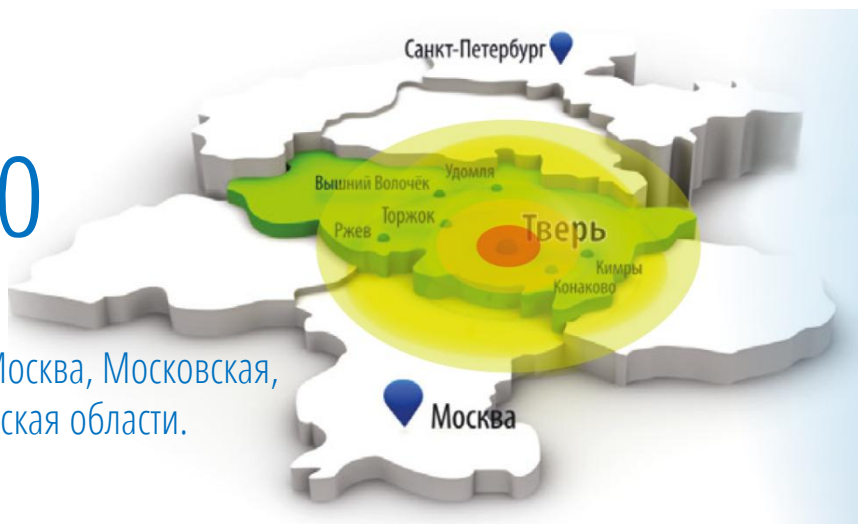 Санкт-Петербург
0
Вышний Волочёк
Удомля
Торжок
Ржев
Тверь
Кимры
Конаково
Москва, Московская,
ская области.
Москва